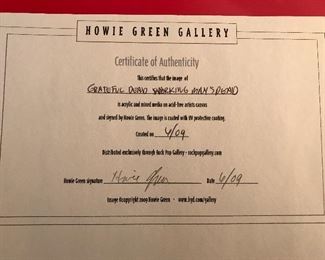 HOWIE GREEN GALLERY
Certificate of Authenticity
This certifies that the image of
GRATEFUL DEAD WORKING MAN'S DEAD
is acrylic and mixed media on acid-free artists canvas
and signed by Howie Green. The image is coated with UV protective coating.
Created on 4/09
Distributed exclusively through Rock Pop Gallery - rockpopgallery.com
Howie Green signature Howie Green Date 6/09
Image ©copyright 2009 Howie Green • www.hgd.com/gallery